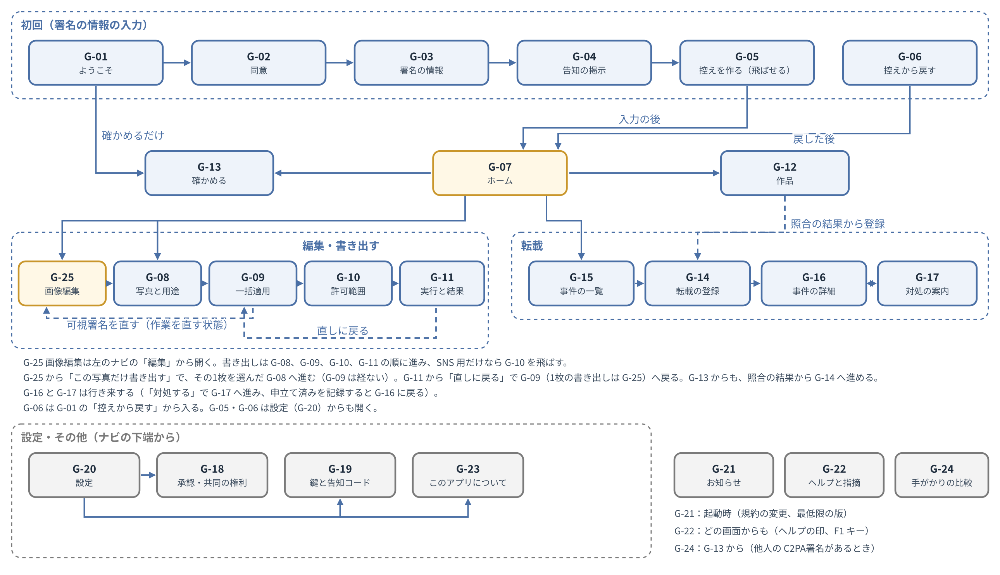 初回（署名の情報の入力）
G-01
ようこそ
G-02
同意
G-03
署名の情報
G-04
告知の掲示
G-05
控えを作る（飛ばせる）
G-06
控えから戻す
入力の後
確かめるだけ
戻した後
G-13
確かめる
G-07
ホーム
G-12
作品
照合の結果から登録
編集・書き出す
転載
G-25
画像編集
G-08
写真と用途
G-09
一括適用
G-10
許可範囲
G-11
実行と結果
G-15
事件の一覧
G-14
転載の登録
G-16
事件の詳細
G-17
対処の案内
可視署名を直す（作業を直す状態）
直しに戻る
G-25 画像編集は左のナビの「編集」から開く。書き出しは G-08、G-09、G-10、G-11 の順に進み、SNS 用だけなら G-10 を飛ばす。
G-25 から「この写真だけ書き出す」で、その1枚を選んだ G-08 へ進む（G-09 は経ない）。G-11 から「直しに戻る」で G-09（1枚の書き出しは G-25）へ戻る。G-13 からも、照合の結果から G-14 へ進める。
G-16 と G-17 は行き来する（「対処する」で G-17 へ進み、申立て済みを記録すると G-16 に戻る）。
G-06 は G-01 の「控えから戻す」から入る。G-05・G-06 は設定（G-20）からも開く。
設定・その他（ナビの下端から）
G-20
設定
G-18
承認・共同の権利
G-19
鍵と告知コード
G-23
このアプリについて
G-21
お知らせ
G-22
ヘルプと指摘
G-24
手がかりの比較
G-21：起動時（規約の変更、最低限の版）
G-22：どの画面からも（ヘルプの印、F1 キー）
G-24：G-13 から（他人の C2PA署名があるとき）